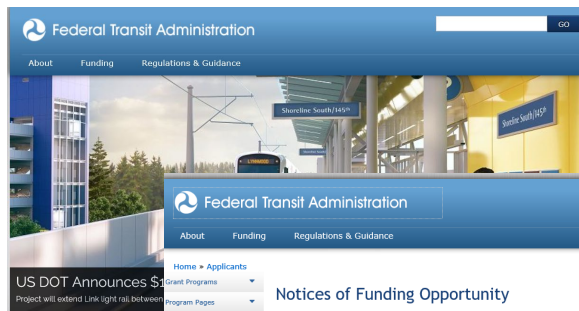 Federal Transit Administration
GO
About Funding Regulations & Guidance
Shoreline South/145th
Shoreline South/145th
LYNNWOOD
Federal Transit Administration
About Funding Regulations & Guidance
Home » Applicants
Grant Programs
Program Pages
Notices of Funding Opportunity
US DOT Announces $1
Project will extend Link light rail between